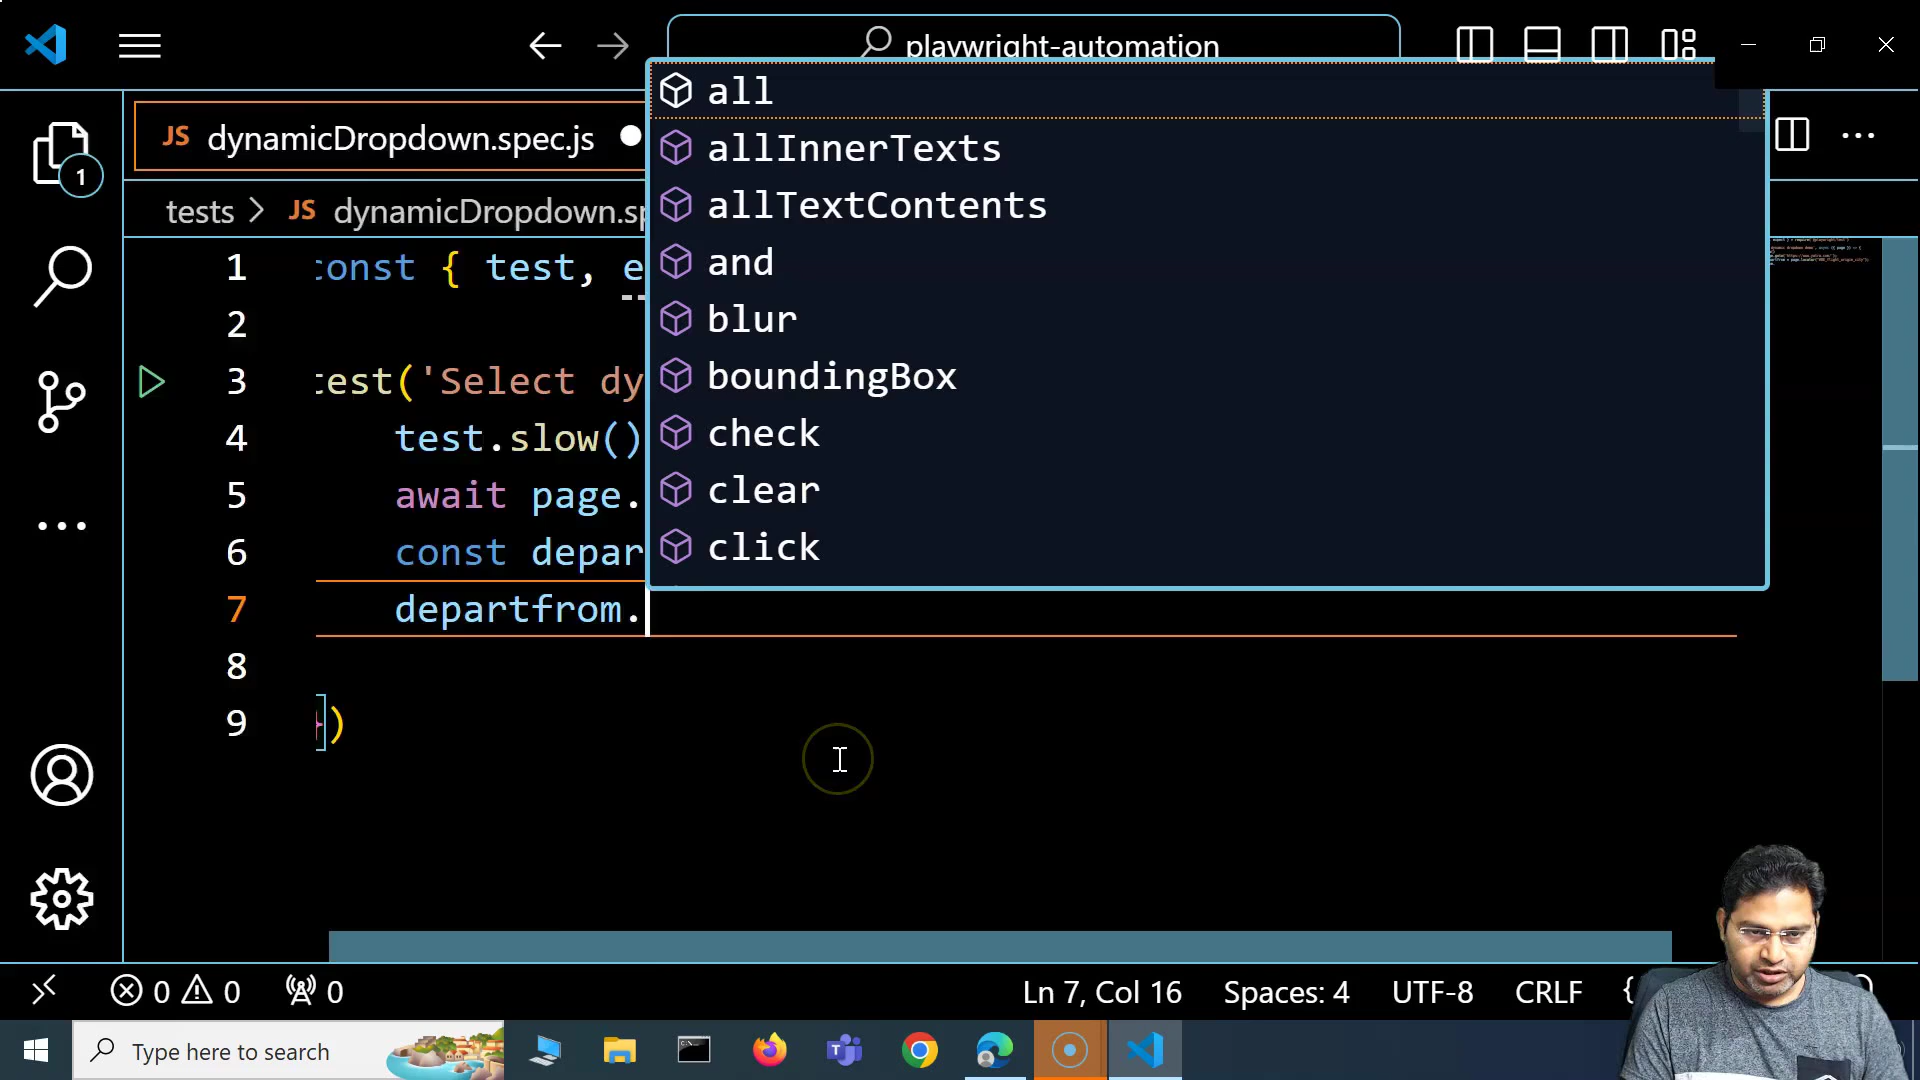 playwright-automation
1
JS dynamicDropdown.spec.js
tests > JS dynamicDropdown.sp
all
allInnerTexts
allTextContents
and
blur
boundingBox
check
clear
click
1 const { test, e
2
3 test('Select dy
4 test.slow()
5 await page.
6 const depar
7 departfrom.
8
9 })
0 0 0
Ln 7, Col 16 Spaces: 4 UTF-8 CRLF {
Type here to search